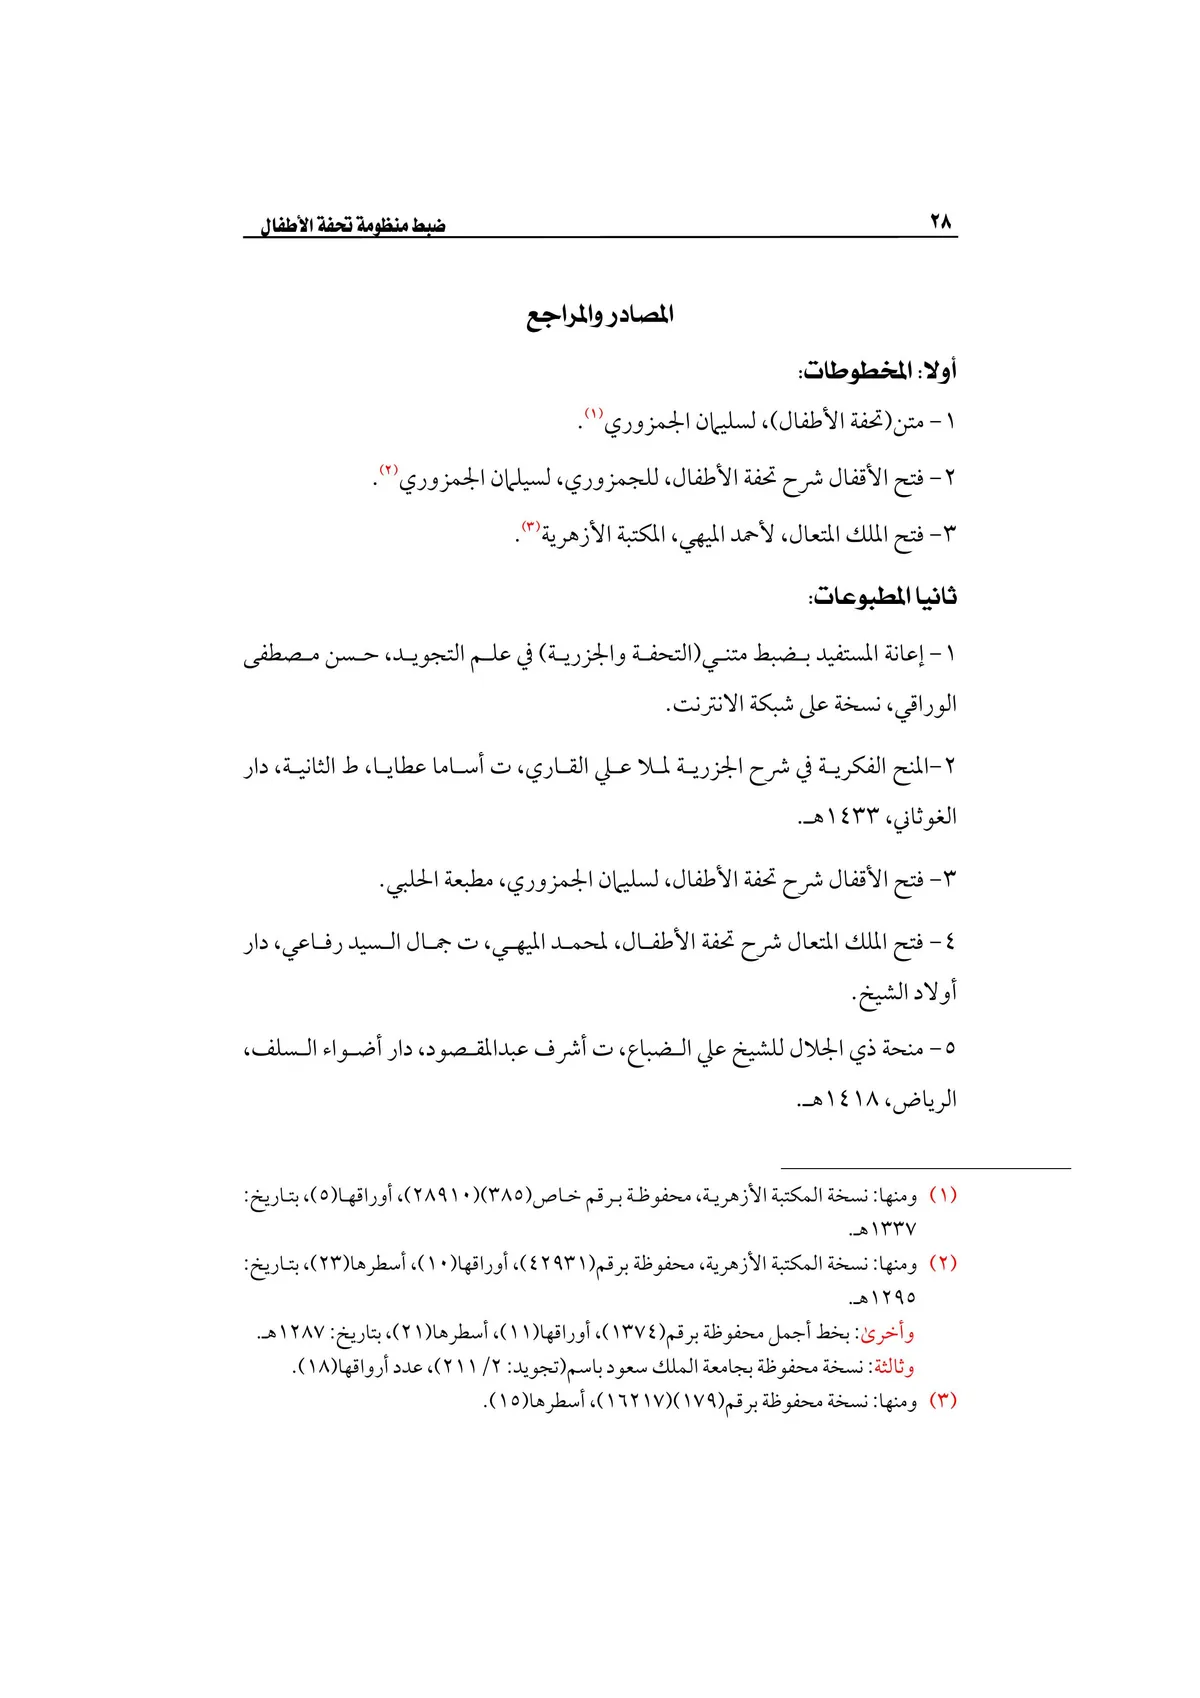 ٢٨ ضبط منظومة تحفة الأطفال
المصادر والمراجع
أولا: المخطوطات:
١- متن(تحفة الأطفال)، لسليمان الجمزوري(١).
٢- فتح الأقفال شرح تحفة الأطفال، للجمزوري، لسيلمان الجمزوري(٢).
٣- فتح الملك المتعال، لأحمد الميهي، المكتبة الأزهرية(٣).
ثانيا المطبوعات:
١- إعانة المستفيد بضبط متني(التحفة والجزرية) في علم التجويد، حسن مصطفى
الوراقي، نسخة على شبكة الانترنت.
٢-المنح الفكرية في شرح الجزرية لملا علي القاري، ت أساما عطايا، ط الثانية، دار
الغوثاني، ١٤٣٣هـ.
٣- فتح الأقفال شرح تحفة الأطفال، لسليمان الجمزوري، مطبعة الحلبي.
٤- فتح الملك المتعال شرح تحفة الأطفال، لمحمد الميهي، ت جمال السيد رفاعي، دار
أولاد الشيخ.
٥- منحة ذي الجلال للشيخ علي الضباع، ت أشرف عبدالمقصود، دار أضواء السلف،
الرياض، ١٤١٨هـ.
(١) ومنها: نسخة المكتبة الأزهرية، محفوظة برقم خاص(٣٨٥)(٢٨٩١٠)، أوراقها(٥)، بتاريخ:
١٣٣٧هـ.
(٢) ومنها: نسخة المكتبة الأزهرية، محفوظة برقم(٤٢٩٣١)، أوراقها(١٠)، أسطرها(٢٣)، بتاريخ:
١٢٩٥هـ.
وأخرىٰ: بخط أجمل محفوظة برقم(١٣٧٤)، أوراقها(١١)، أسطرها(٢١)، بتاريخ: ١٢٨٧هـ.
وثالثة: نسخة محفوظة بجامعة الملك سعود باسم(تجويد: ٢/ ٢١١)، عدد أرواقها(١٨).
(٣) ومنها: نسخة محفوظة برقم(١٧٩)(١٦٢١٧)، أسطرها(١٥).